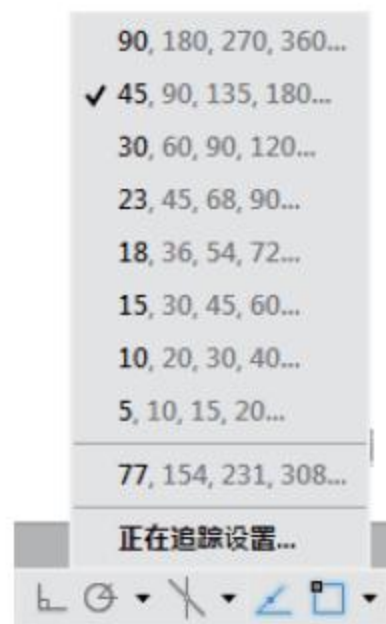 90, 180, 270, 360...
45, 90, 135, 180...
30, 60, 90, 120...
23, 45, 68, 90...
18, 36, 54, 72...
15, 30, 45, 60...
10, 20, 30, 40...
5, 10, 15, 20...
77, 154, 231, 308...
正在追踪设置...